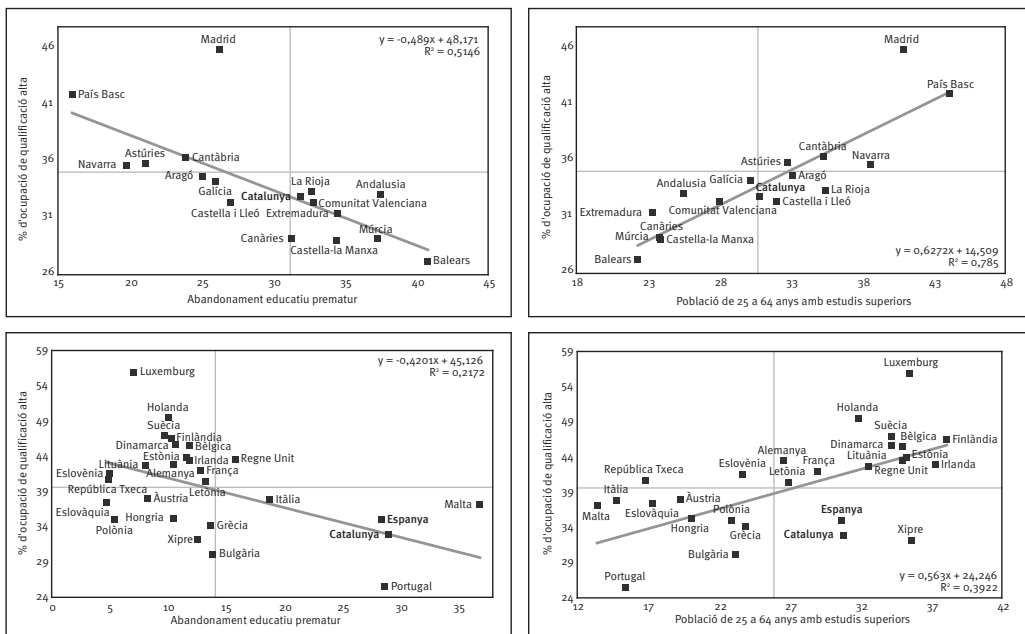 % d'ocupació de qualificació alta
46
41
36
31
26
Madrid
y = -0,489x + 48,171
R² = 0,5146
País Basc
Astúries
Cantàbria
Navarra
Aragó
Galícia
La Rioja
Andalusia
Catalunya
Castella i Lleó
Comunitat Valenciana
Extremadura
Múrcia
Canàries
Castella-la Manxa
Balears
15 20 25 30 35 40 45
Abandonament educatiu prematur
% d'ocupació de qualificació alta
46
41
36
31
26
Madrid
País Basc
Cantàbria
Astúries
Navarra
Galícia
Aragó
Andalusia
Catalunya
La Rioja
Castella i Lleó
Extremadura
Comunitat Valenciana
Canàries
Múrcia
Castella-la Manxa
Balears
y = 0,6272x + 14,509
R² = 0,785
18 23 28 33 38 43 48
Població de 25 a 64 anys amb estudis superiors
% d'ocupació de qualificació alta
59
54
49
44
39
34
29
24
y = -0,4201x + 45,126
R² = 0,2172
Luxemburg
Holanda
Suècia
Finlàndia
Dinamarca
Bèlgica
Estònia
Irlanda
Regne Unit
Lituània
Alemanya
França
Eslovènia
Letònia
República Txeca
Àustria
Itàlia
Malta
Eslovàquia
Polònia
Hongria
Grècia
Espanya
Xipre
Catalunya
Bulgària
Portugal
0 5 10 15 20 25 30 35
Abandonament educatiu prematur
% d'ocupació de qualificació alta
59
54
49
44
39
34
29
24
Luxemburg
Holanda
Suècia
Bèlgica
Dinamarca
Finlàndia
Alemanya
Lituània
Estònia
Eslovènia
França
Irlanda
República Txeca
Letònia
Regne Unit
Itàlia
Àustria
Malta
Eslovàquia
Polònia
Espanya
Hongria
Grècia
Catalunya
Xipre
Bulgària
Portugal
y = 0,563x + 24,246
R² = 0,3922
12 17 22 27 32 37 42
Població de 25 a 64 anys amb estudis superiors